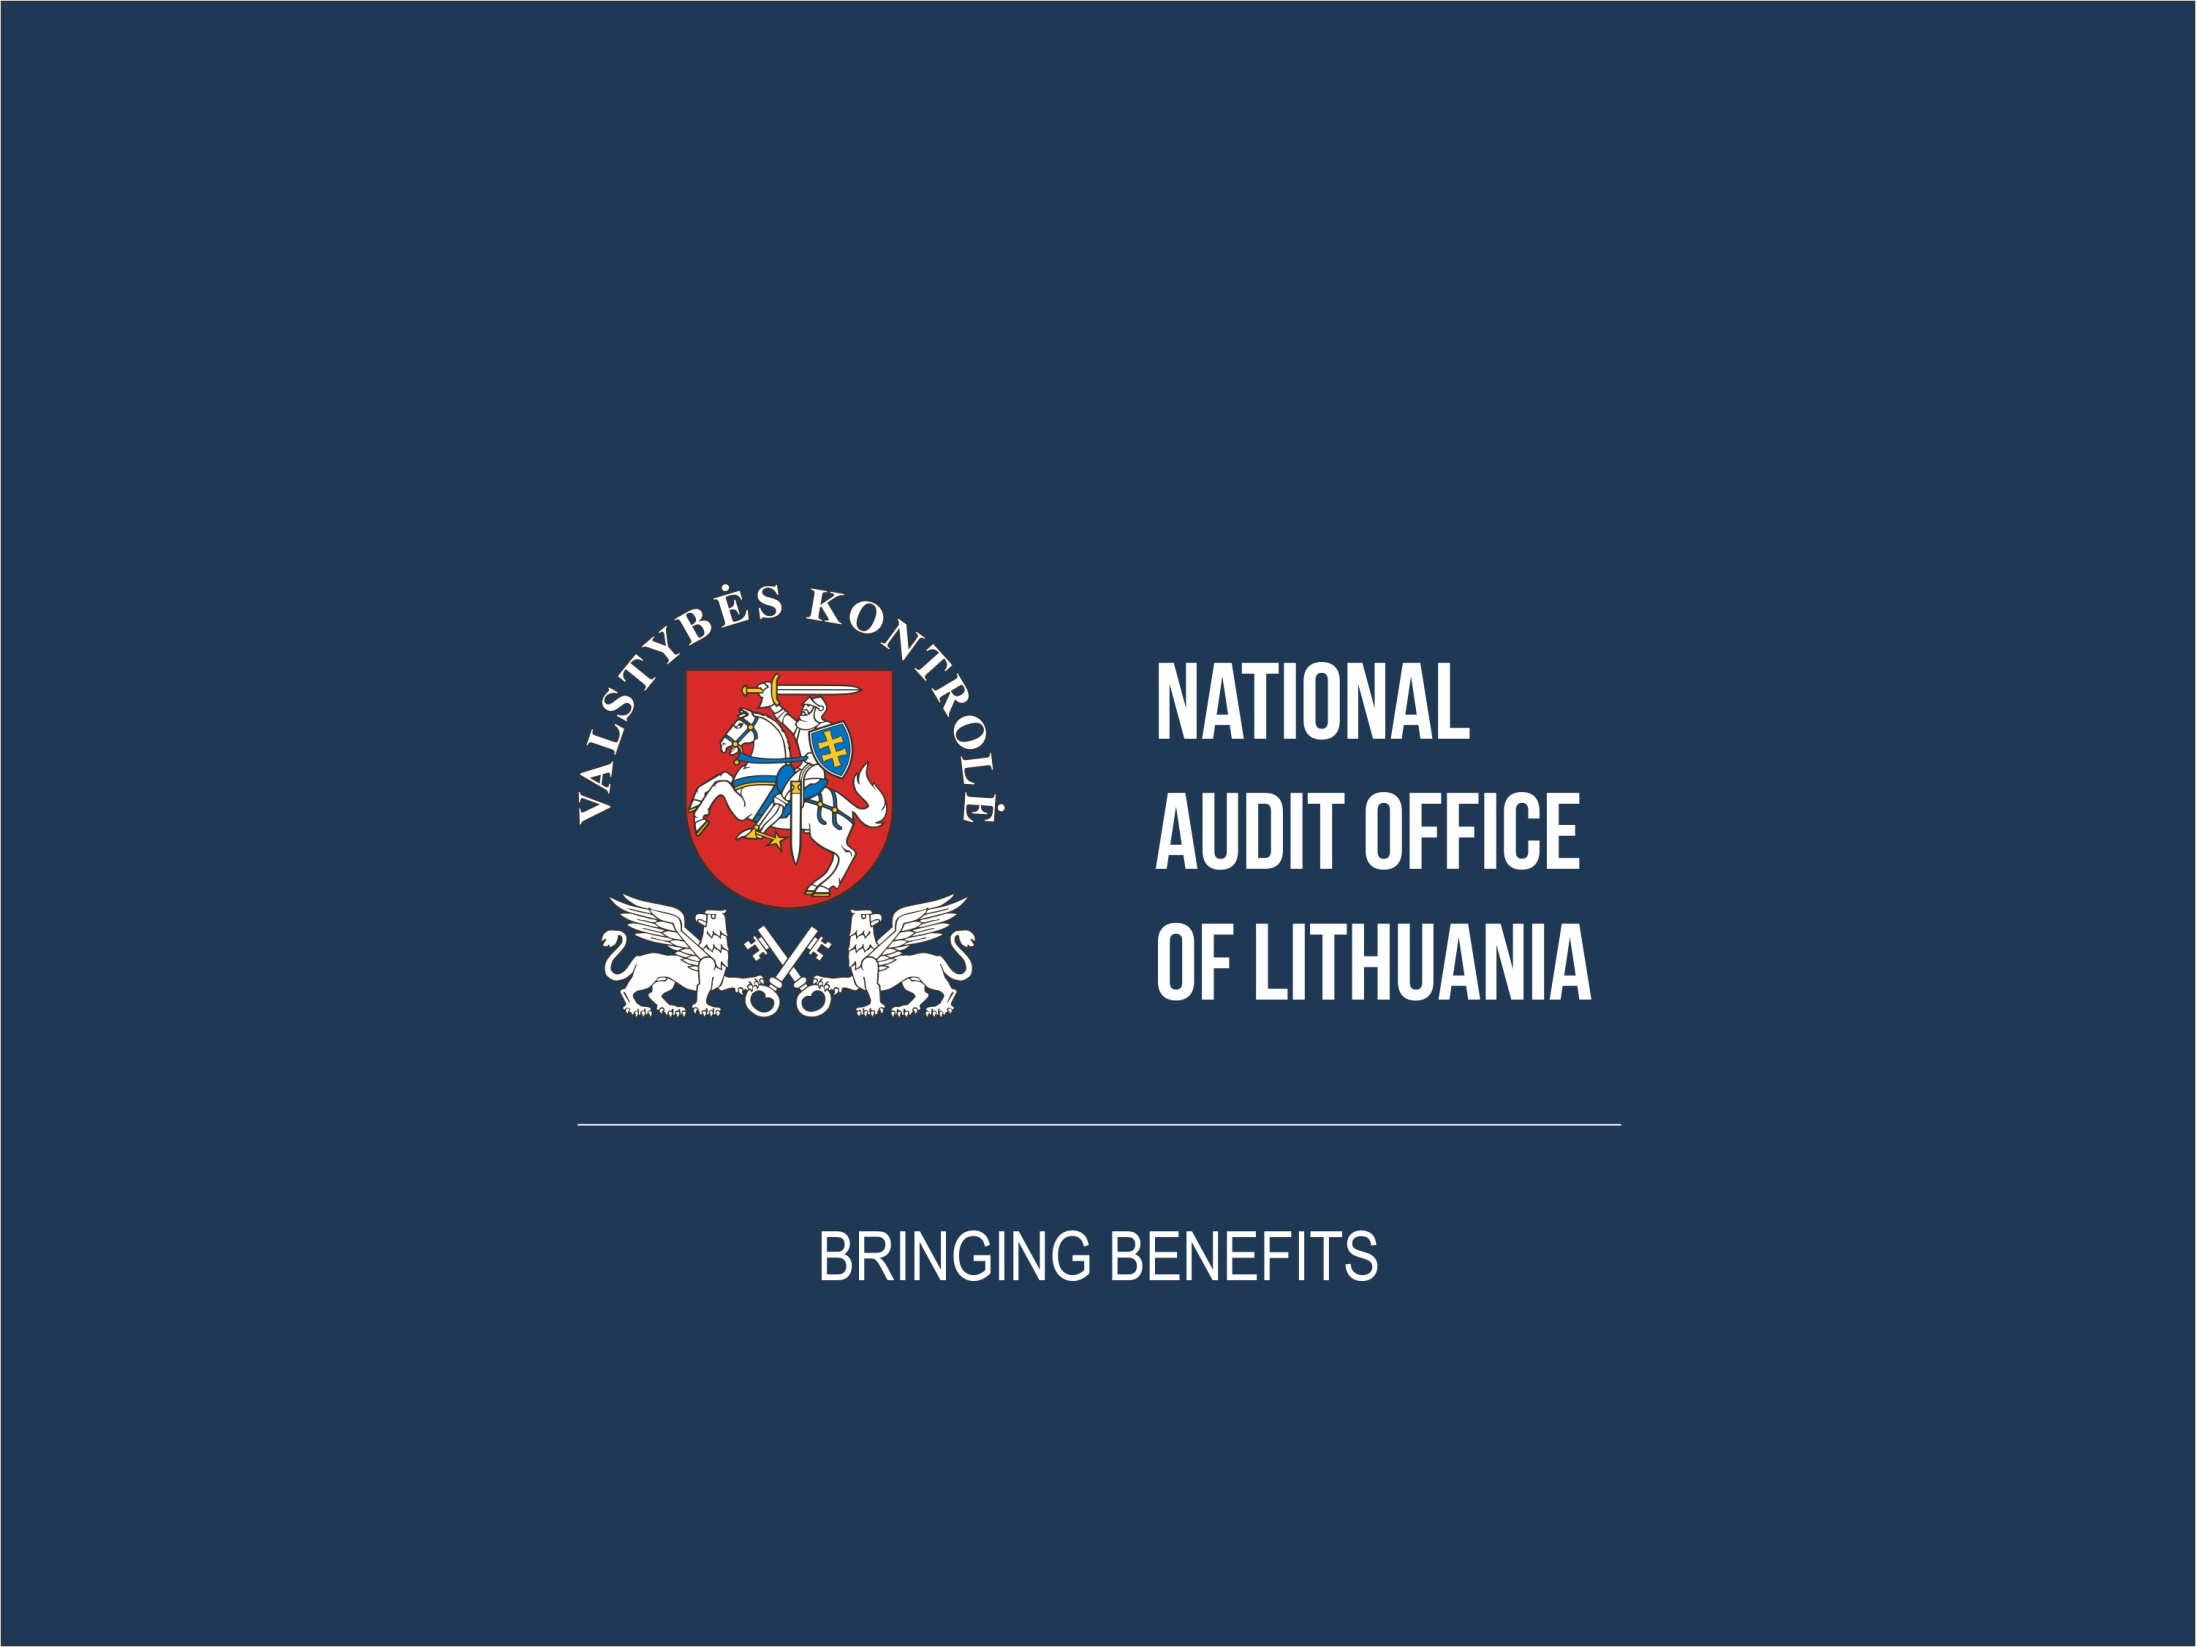 VALSTYBĖS KONTROLĖ
NATIONAL
AUDIT OFFICE
OF LITHUANIA
BRINGING BENEFITS